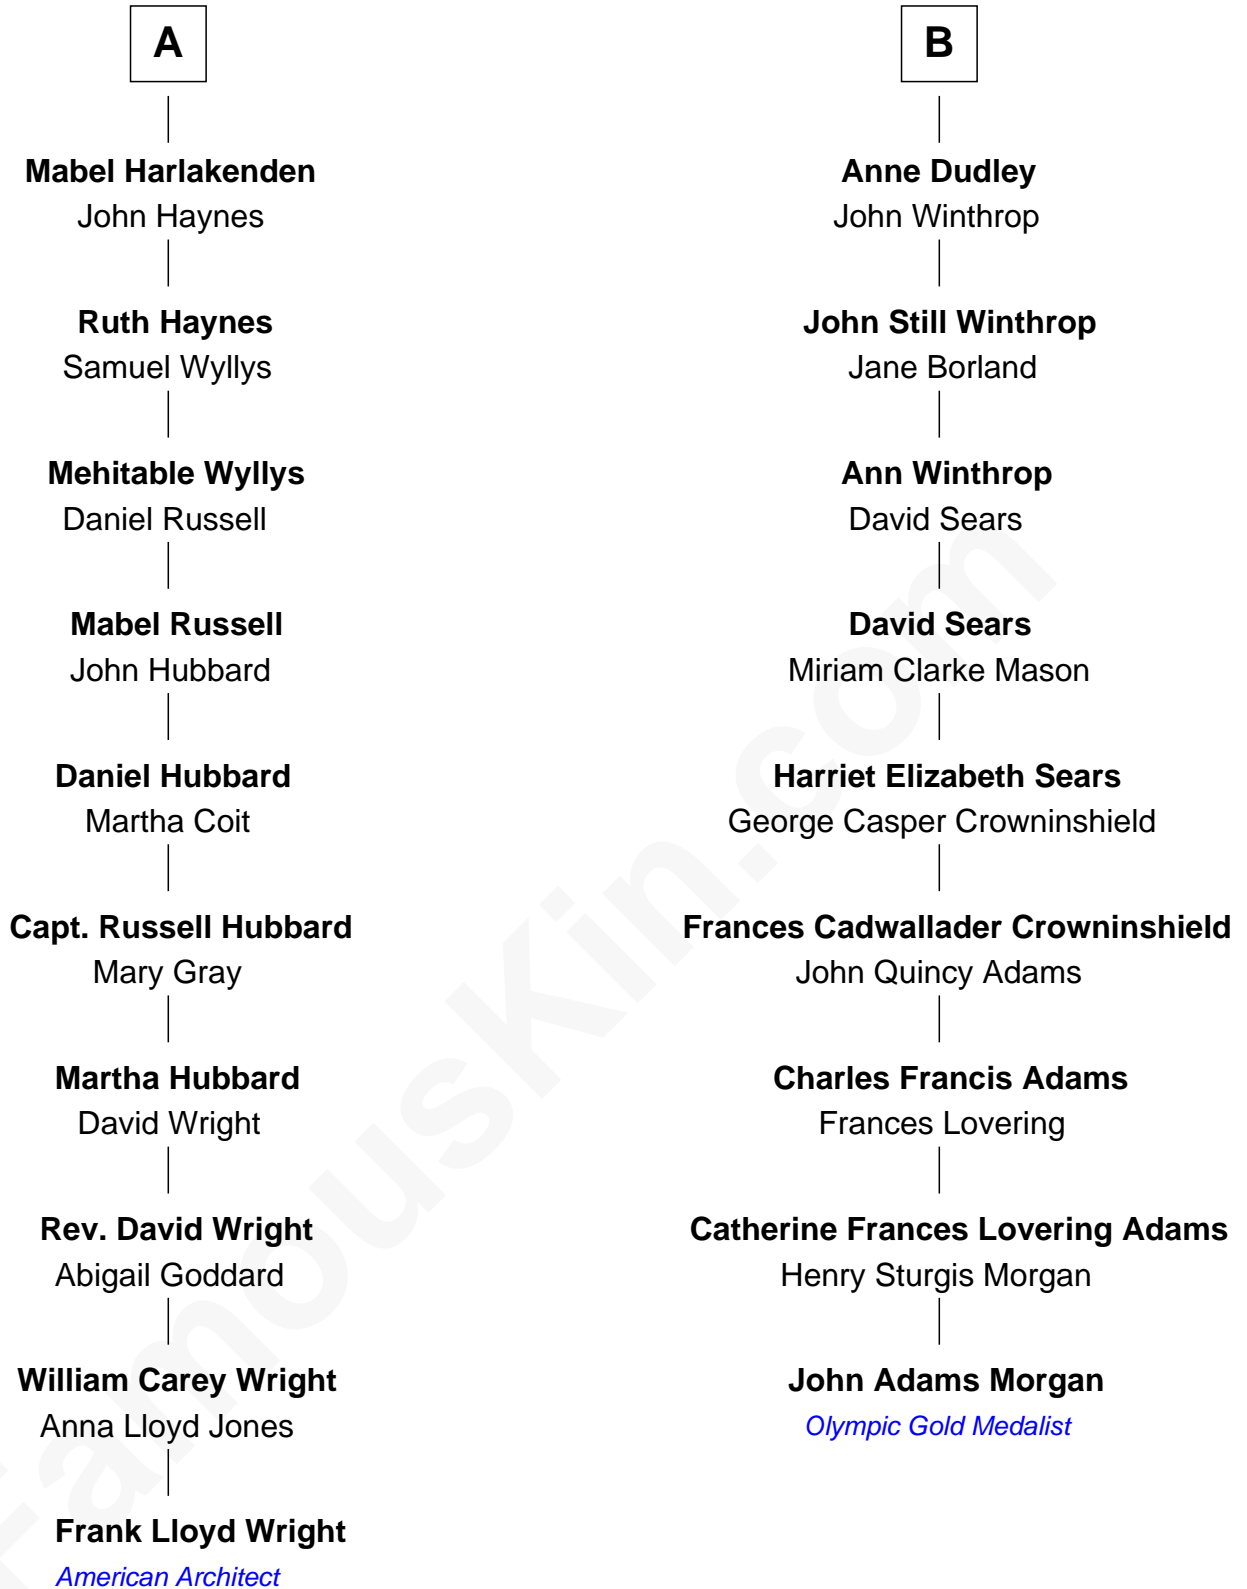 A
Mabel Harlakenden
John Haynes
Ruth Haynes
Samuel Wyllys
Mehitable Wyllys
Daniel Russell
Mabel Russell
John Hubbard
Daniel Hubbard
Martha Coit
Capt. Russell Hubbard
Mary Gray
Martha Hubbard
David Wright
Rev. David Wright
Abigail Goddard
William Carey Wright
Anna Lloyd Jones
Frank Lloyd Wright
American Architect
B
Anne Dudley
John Winthrop
John Still Winthrop
Jane Borland
Ann Winthrop
David Sears
David Sears
Miriam Clarke Mason
Harriet Elizabeth Sears
George Casper Crowninshield
Frances Cadwallader Crowninshield
John Quincy Adams
Charles Francis Adams
Frances Lovering
Catherine Frances Lovering Adams
Henry Sturgis Morgan
John Adams Morgan
Olympic Gold Medalist
FamousKin.com